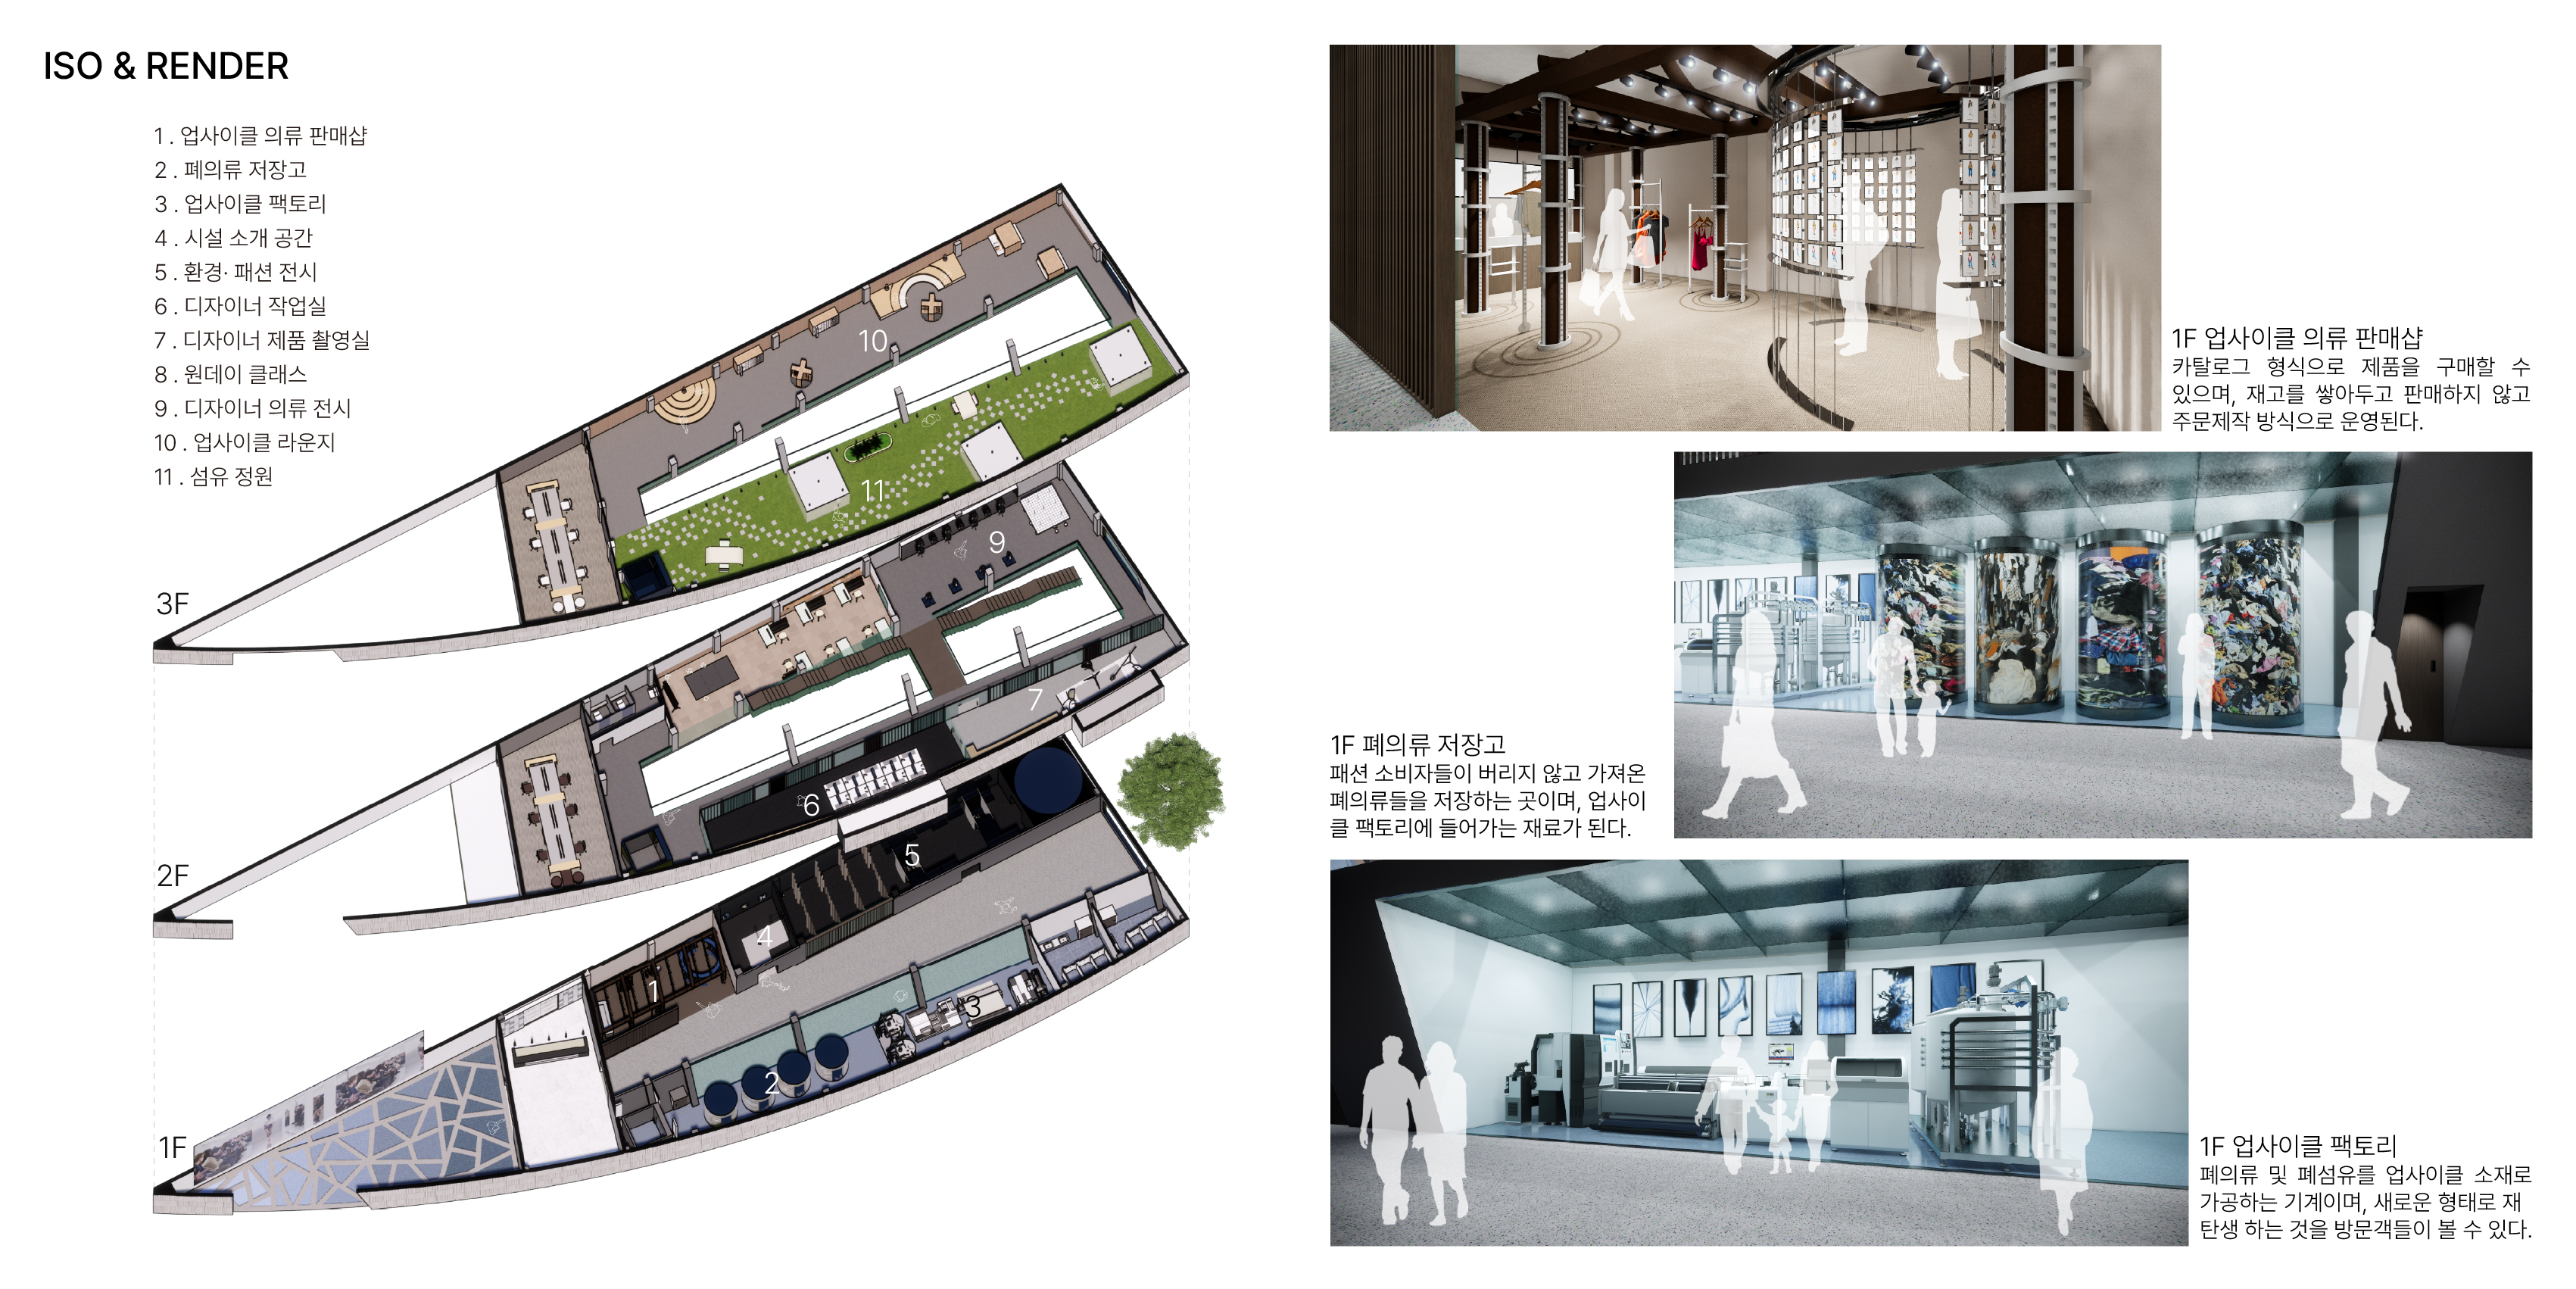 ISO & RENDER
1 . 업사이클 의류 판매샵
2 . 폐의류 저장고
3 . 업사이클 팩토리
4 . 시설 소개 공간
5 . 환경· 패션 전시
6 . 디자이너 작업실
7 . 디자이너 제품 촬영실
8 . 원데이 클래스
9 . 디자이너 의류 전시
10 . 업사이클 라운지
11 . 섬유 정원
10
11
3F
9
7
6
2F
5
4
1
3
2
1F
1F 업사이클 의류 판매샵
카탈로그 형식으로 제품을 구매할 수
있으며, 재고를 쌓아두고 판매하지 않고
주문제작 방식으로 운영된다.
1F 폐의류 저장고
패션 소비자들이 버리지 않고 가져온
폐의류들을 저장하는 곳이며, 업사이
클 팩토리에 들어가는 재료가 된다.
1F 업사이클 팩토리
폐의류 및 폐섬유를 업사이클 소재로
가공하는 기계이며, 새로운 형태로 재
탄생 하는 것을 방문객들이 볼 수 있다.